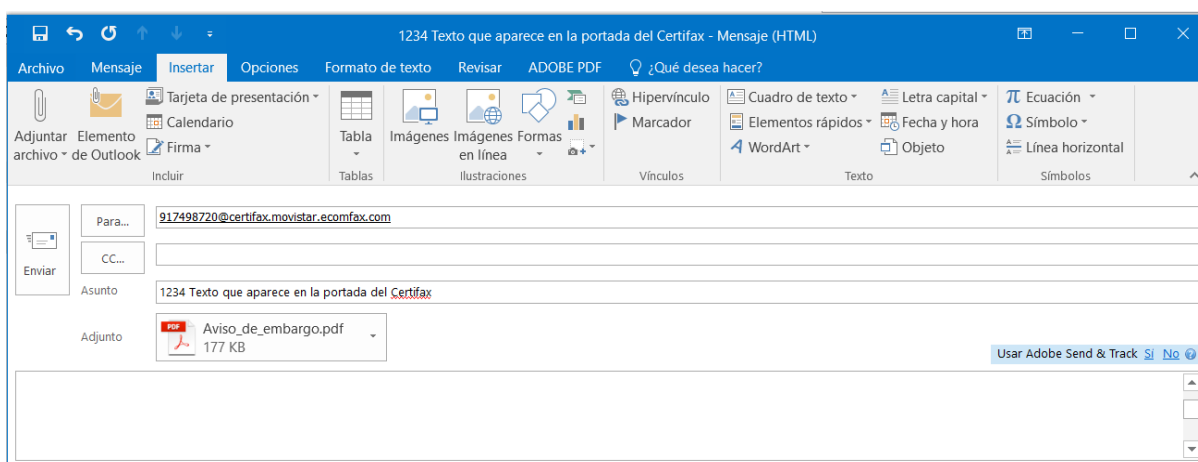 1234 Texto que aparece en la portada del Certifax - Mensaje (HTML)
Archivo Mensaje Insertar Opciones Formato de texto Revisar ADOBE PDF ¿Qué desea hacer?
Adjuntar archivo
Elemento de Outlook
Tarjeta de presentación
Calendario
Firma
Incluir
Tabla
Tablas
Imágenes
Imágenes en línea
Formas
Ilustraciones
Hipervínculo
Marcador
Vínculos
Cuadro de texto
Elementos rápidos
WordArt
Letra capital
Fecha y hora
Objeto
Texto
π Ecuación
Ω Símbolo
Línea horizontal
Símbolos
Enviar
Para... 917498720@certifax.movistar.ecomfax.com
CC...
Asunto 1234 Texto que aparece en la portada del Certifax
Adjunto
PDF
Aviso_de_embargo.pdf
177 KB
Usar Adobe Send & Track Sí No